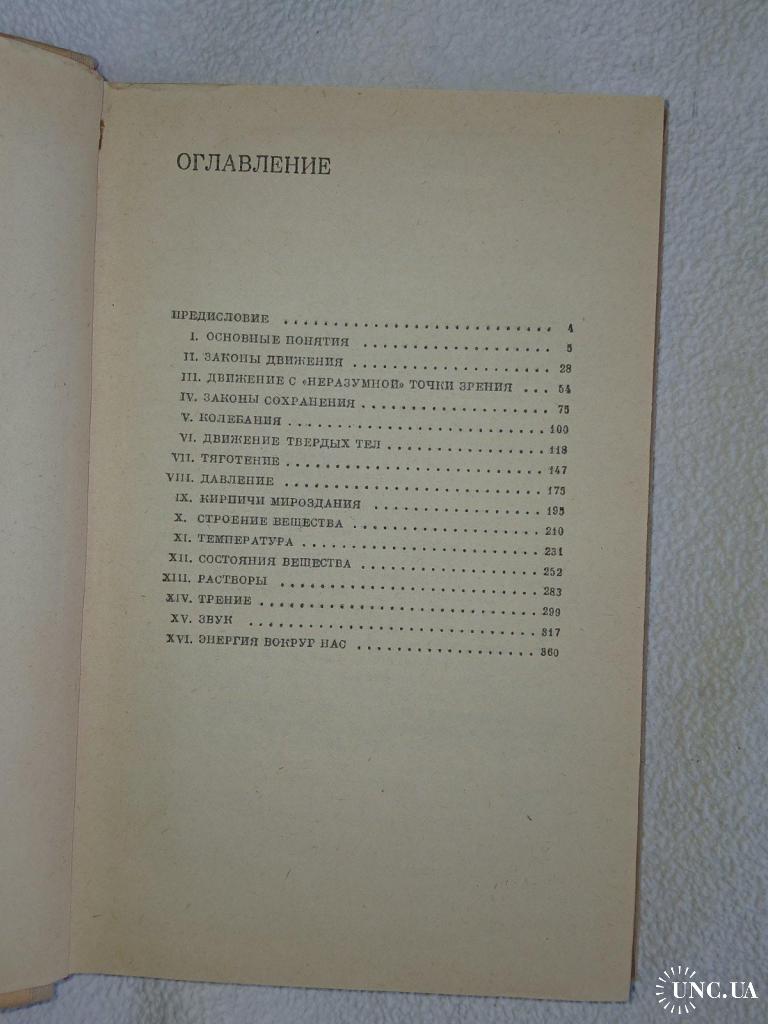 ОГЛАВЛЕНИЕ
ПРЕДИСЛОВИЕ 4
I. ОСНОВНЫЕ ПОНЯТИЯ 5
II. ЗАКОНЫ ДВИЖЕНИЯ 28
III. ДВИЖЕНИЕ С «НЕРАЗУМНОЙ» ТОЧКИ ЗРЕНИЯ 54
IV. ЗАКОНЫ СОХРАНЕНИЯ 75
V. КОЛЕБАНИЯ 100
VI. ДВИЖЕНИЕ ТВЕРДЫХ ТЕЛ 118
VII. ТЯГОТЕНИЕ 147
VIII. ДАВЛЕНИЕ 175
IX. КИРПИЧИ МИРОЗДАНИЯ 195
X. СТРОЕНИЕ ВЕЩЕСТВА 210
XI. ТЕМПЕРАТУРА 231
XII. СОСТОЯНИЯ ВЕЩЕСТВА 252
XIII. РАСТВОРЫ 283
XIV. ТРЕНИЕ 299
XV. ЗВУК 317
XVI. ЭНЕРГИЯ ВОКРУГ НАС 360
UNC.UA